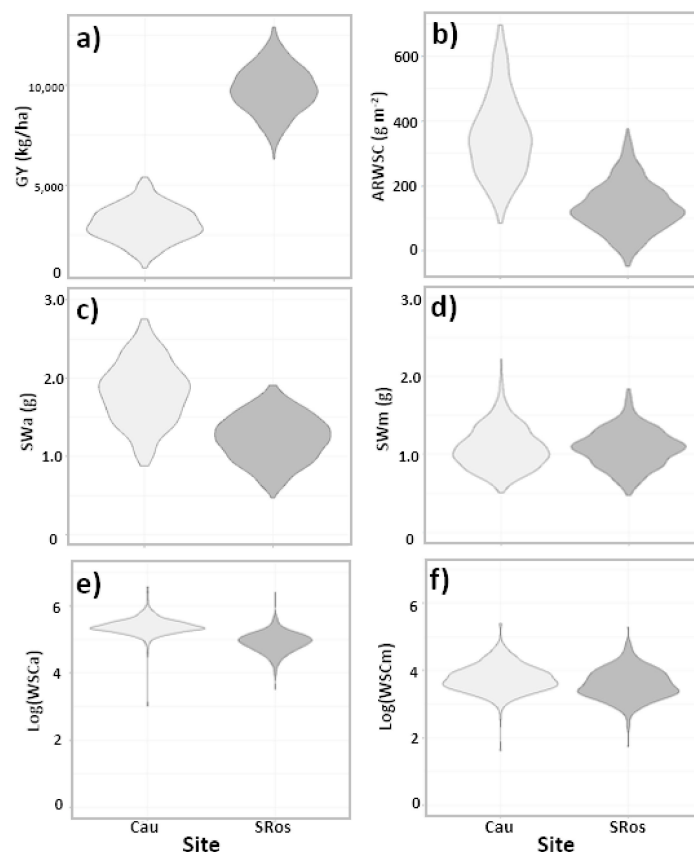 a)
GY (kg/ha)
10,000
5,000
0
b)
ARWSC (g m⁻²)
600
400
200
0
c)
SWa (g)
3.0
2.0
1.0
0
d)
SWm (g)
3.0
2.0
1.0
0
e)
Log(WSCa)
6
5
2
0
Cau SRos
Site
f)
Log(WSCm)
6
4
2
0
Cau SRos
Site